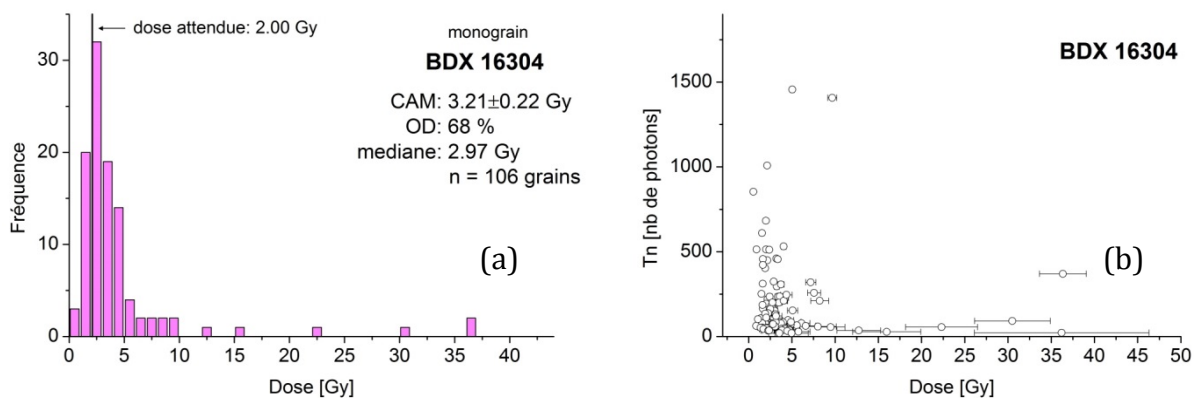 dose attendue: 2.00 Gy
monograin
BDX 16304
CAM: 3.21±0.22 Gy
OD: 68 %
mediane: 2.97 Gy
n = 106 grains
Fréquence
30
20
10
0
(a)
0 5 10 15 20 25 30 35 40
Dose [Gy]
BDX 16304
Tn [nb de photons]
1500
1000
500
0
(b)
0 5 10 15 20 25 30 35 40 45 50
Dose [Gy]